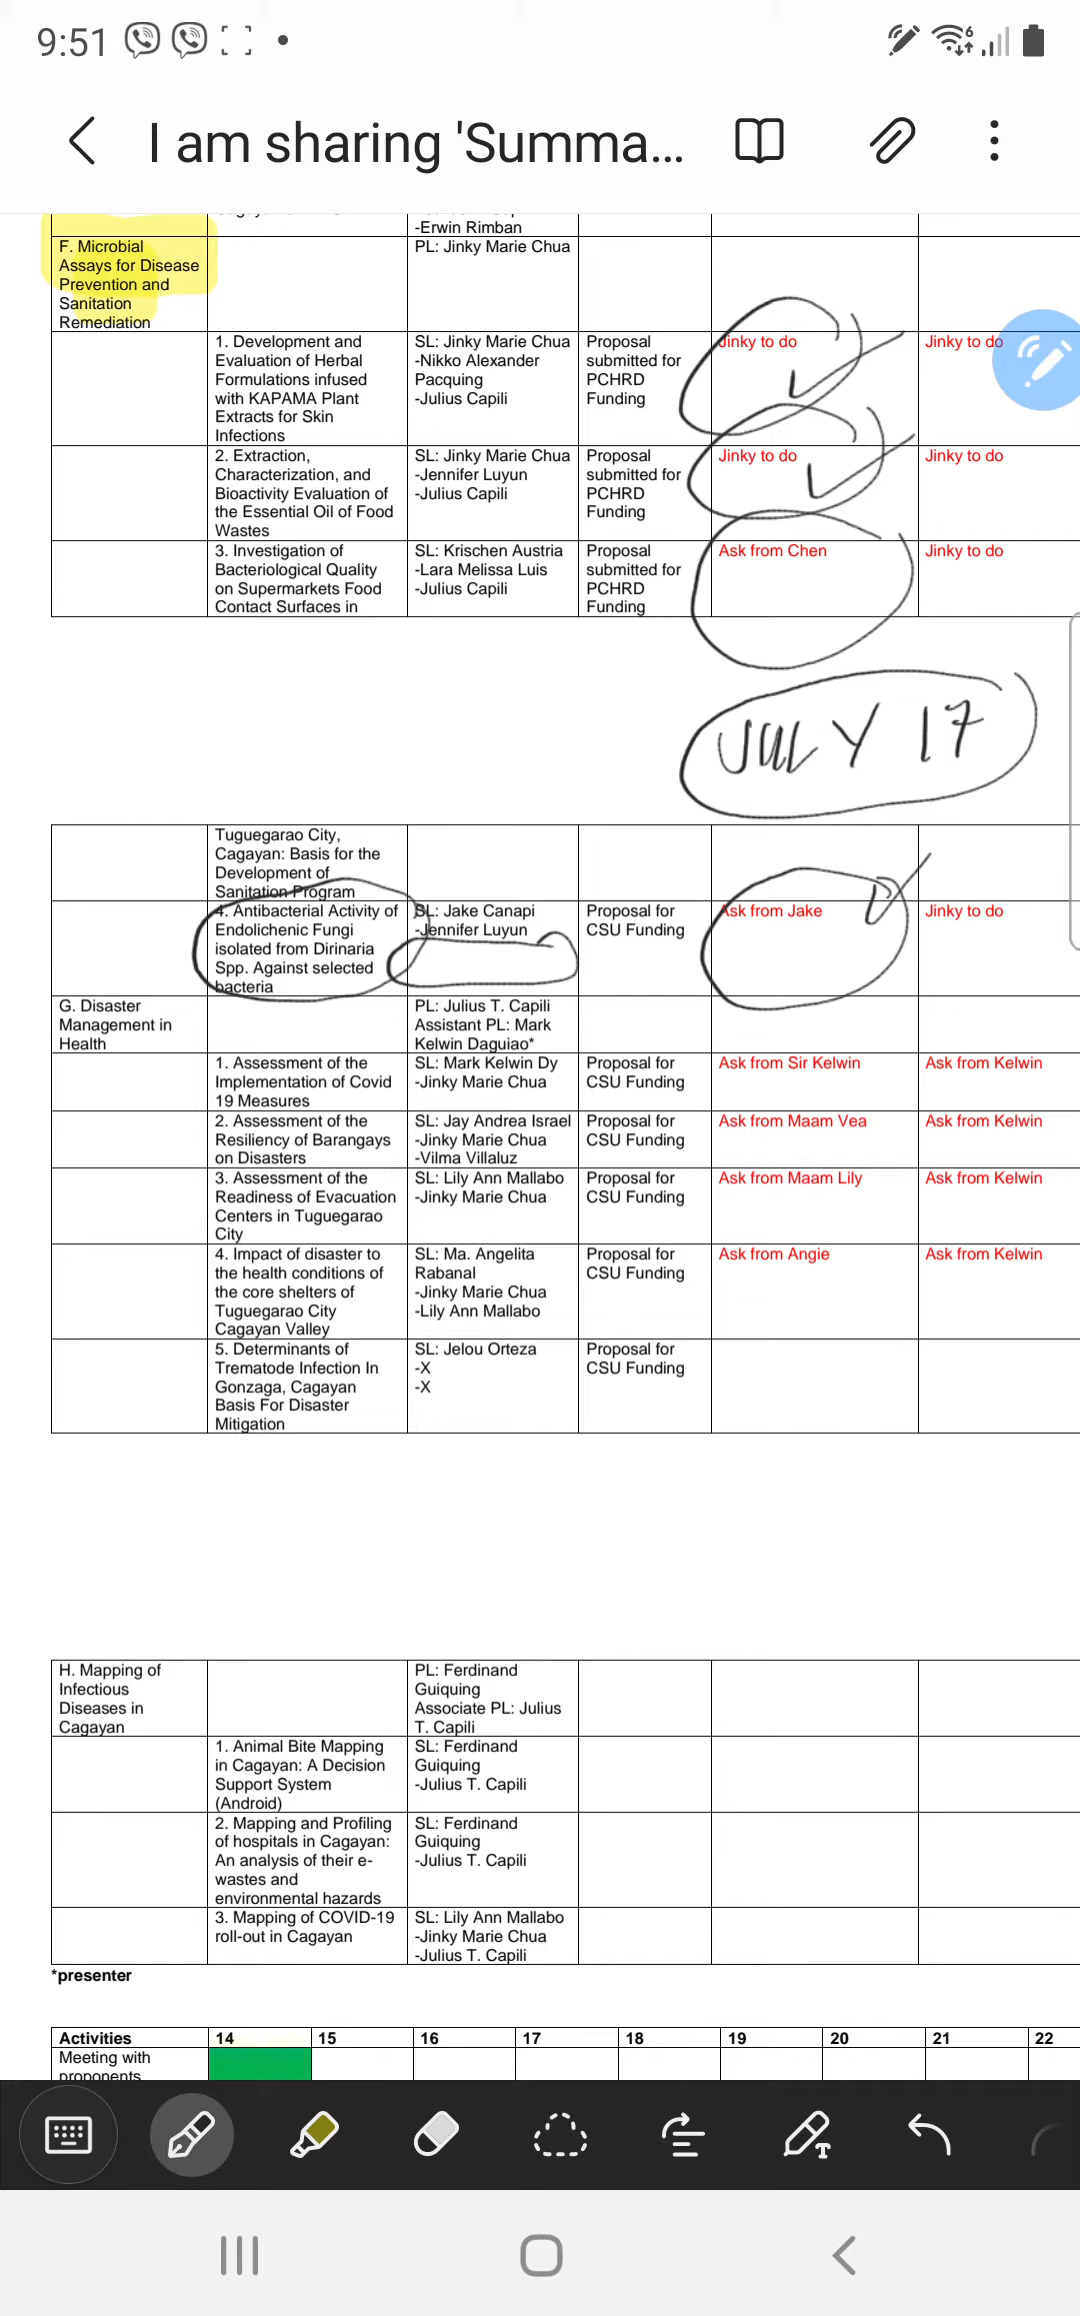 9:51
I am sharing 'Summa...
-Erwin Rimban
F. Microbial
Assays for Disease
Prevention and
Sanitation
Remediation
PL: Jinky Marie Chua
1. Development and
Evaluation of Herbal
Formulations infused
with KAPAMA Plant
Extracts for Skin
Infections
SL: Jinky Marie Chua
-Nikko Alexander
Pacquing
-Julius Capili
Proposal
submitted for
PCHRD
Funding
Jinky to do
Jinky to do
2. Extraction,
Characterization, and
Bioactivity Evaluation of
the Essential Oil of Food
Wastes
SL: Jinky Marie Chua
-Jennifer Luyun
-Julius Capili
Proposal
submitted for
PCHRD
Funding
Jinky to do
Jinky to do
3. Investigation of
Bacteriological Quality
on Supermarkets Food
Contact Surfaces in
SL: Krischen Austria
-Lara Melissa Luis
-Julius Capili
Proposal
submitted for
PCHRD
Funding
Ask from Chen
Jinky to do
JULY 17
Tuguegarao City,
Cagayan: Basis for the
Development of
Sanitation Program
4. Antibacterial Activity of
Endolichenic Fungi
isolated from Dirinaria
Spp. Against selected
bacteria
SL: Jake Canapi
-Jennifer Luyun
Proposal for
CSU Funding
Ask from Jake
Jinky to do
G. Disaster
Management in
Health
PL: Julius T. Capili
Assistant PL: Mark
Kelwin Daguiao*
1. Assessment of the
Implementation of Covid
19 Measures
SL: Mark Kelwin Dy
-Jinky Marie Chua
Proposal for
CSU Funding
Ask from Sir Kelwin
Ask from Kelwin
2. Assessment of the
Resiliency of Barangays
on Disasters
SL: Jay Andrea Israel
-Jinky Marie Chua
-Vilma Villaluz
Proposal for
CSU Funding
Ask from Maam Vea
Ask from Kelwin
3. Assessment of the
Readiness of Evacuation
Centers in Tuguegarao
City
SL: Lily Ann Mallabo
-Jinky Marie Chua
Proposal for
CSU Funding
Ask from Maam Lily
Ask from Kelwin
4. Impact of disaster to
the health conditions of
the core shelters of
Tuguegarao City
Cagayan Valley
SL: Ma. Angelita
Rabanal
-Jinky Marie Chua
-Lily Ann Mallabo
Proposal for
CSU Funding
Ask from Angie
Ask from Kelwin
5. Determinants of
Trematode Infection In
Gonzaga, Cagayan
Basis For Disaster
Mitigation
SL: Jelou Orteza
-X
-X
Proposal for
CSU Funding
H. Mapping of
Infectious
Diseases in
Cagayan
PL: Ferdinand
Guiquing
Associate PL: Julius
T. Capili
1. Animal Bite Mapping
in Cagayan: A Decision
Support System
(Android)
SL: Ferdinand
Guiquing
-Julius T. Capili
2. Mapping and Profiling
of hospitals in Cagayan:
An analysis of their e-
wastes and
environmental hazards
SL: Ferdinand
Guiquing
-Julius T. Capili
3. Mapping of COVID-19
roll-out in Cagayan
SL: Lily Ann Mallabo
-Jinky Marie Chua
-Julius T. Capili
*presenter
Activities 14 15 16 17 18 19 20 21 22
Meeting with
proponents